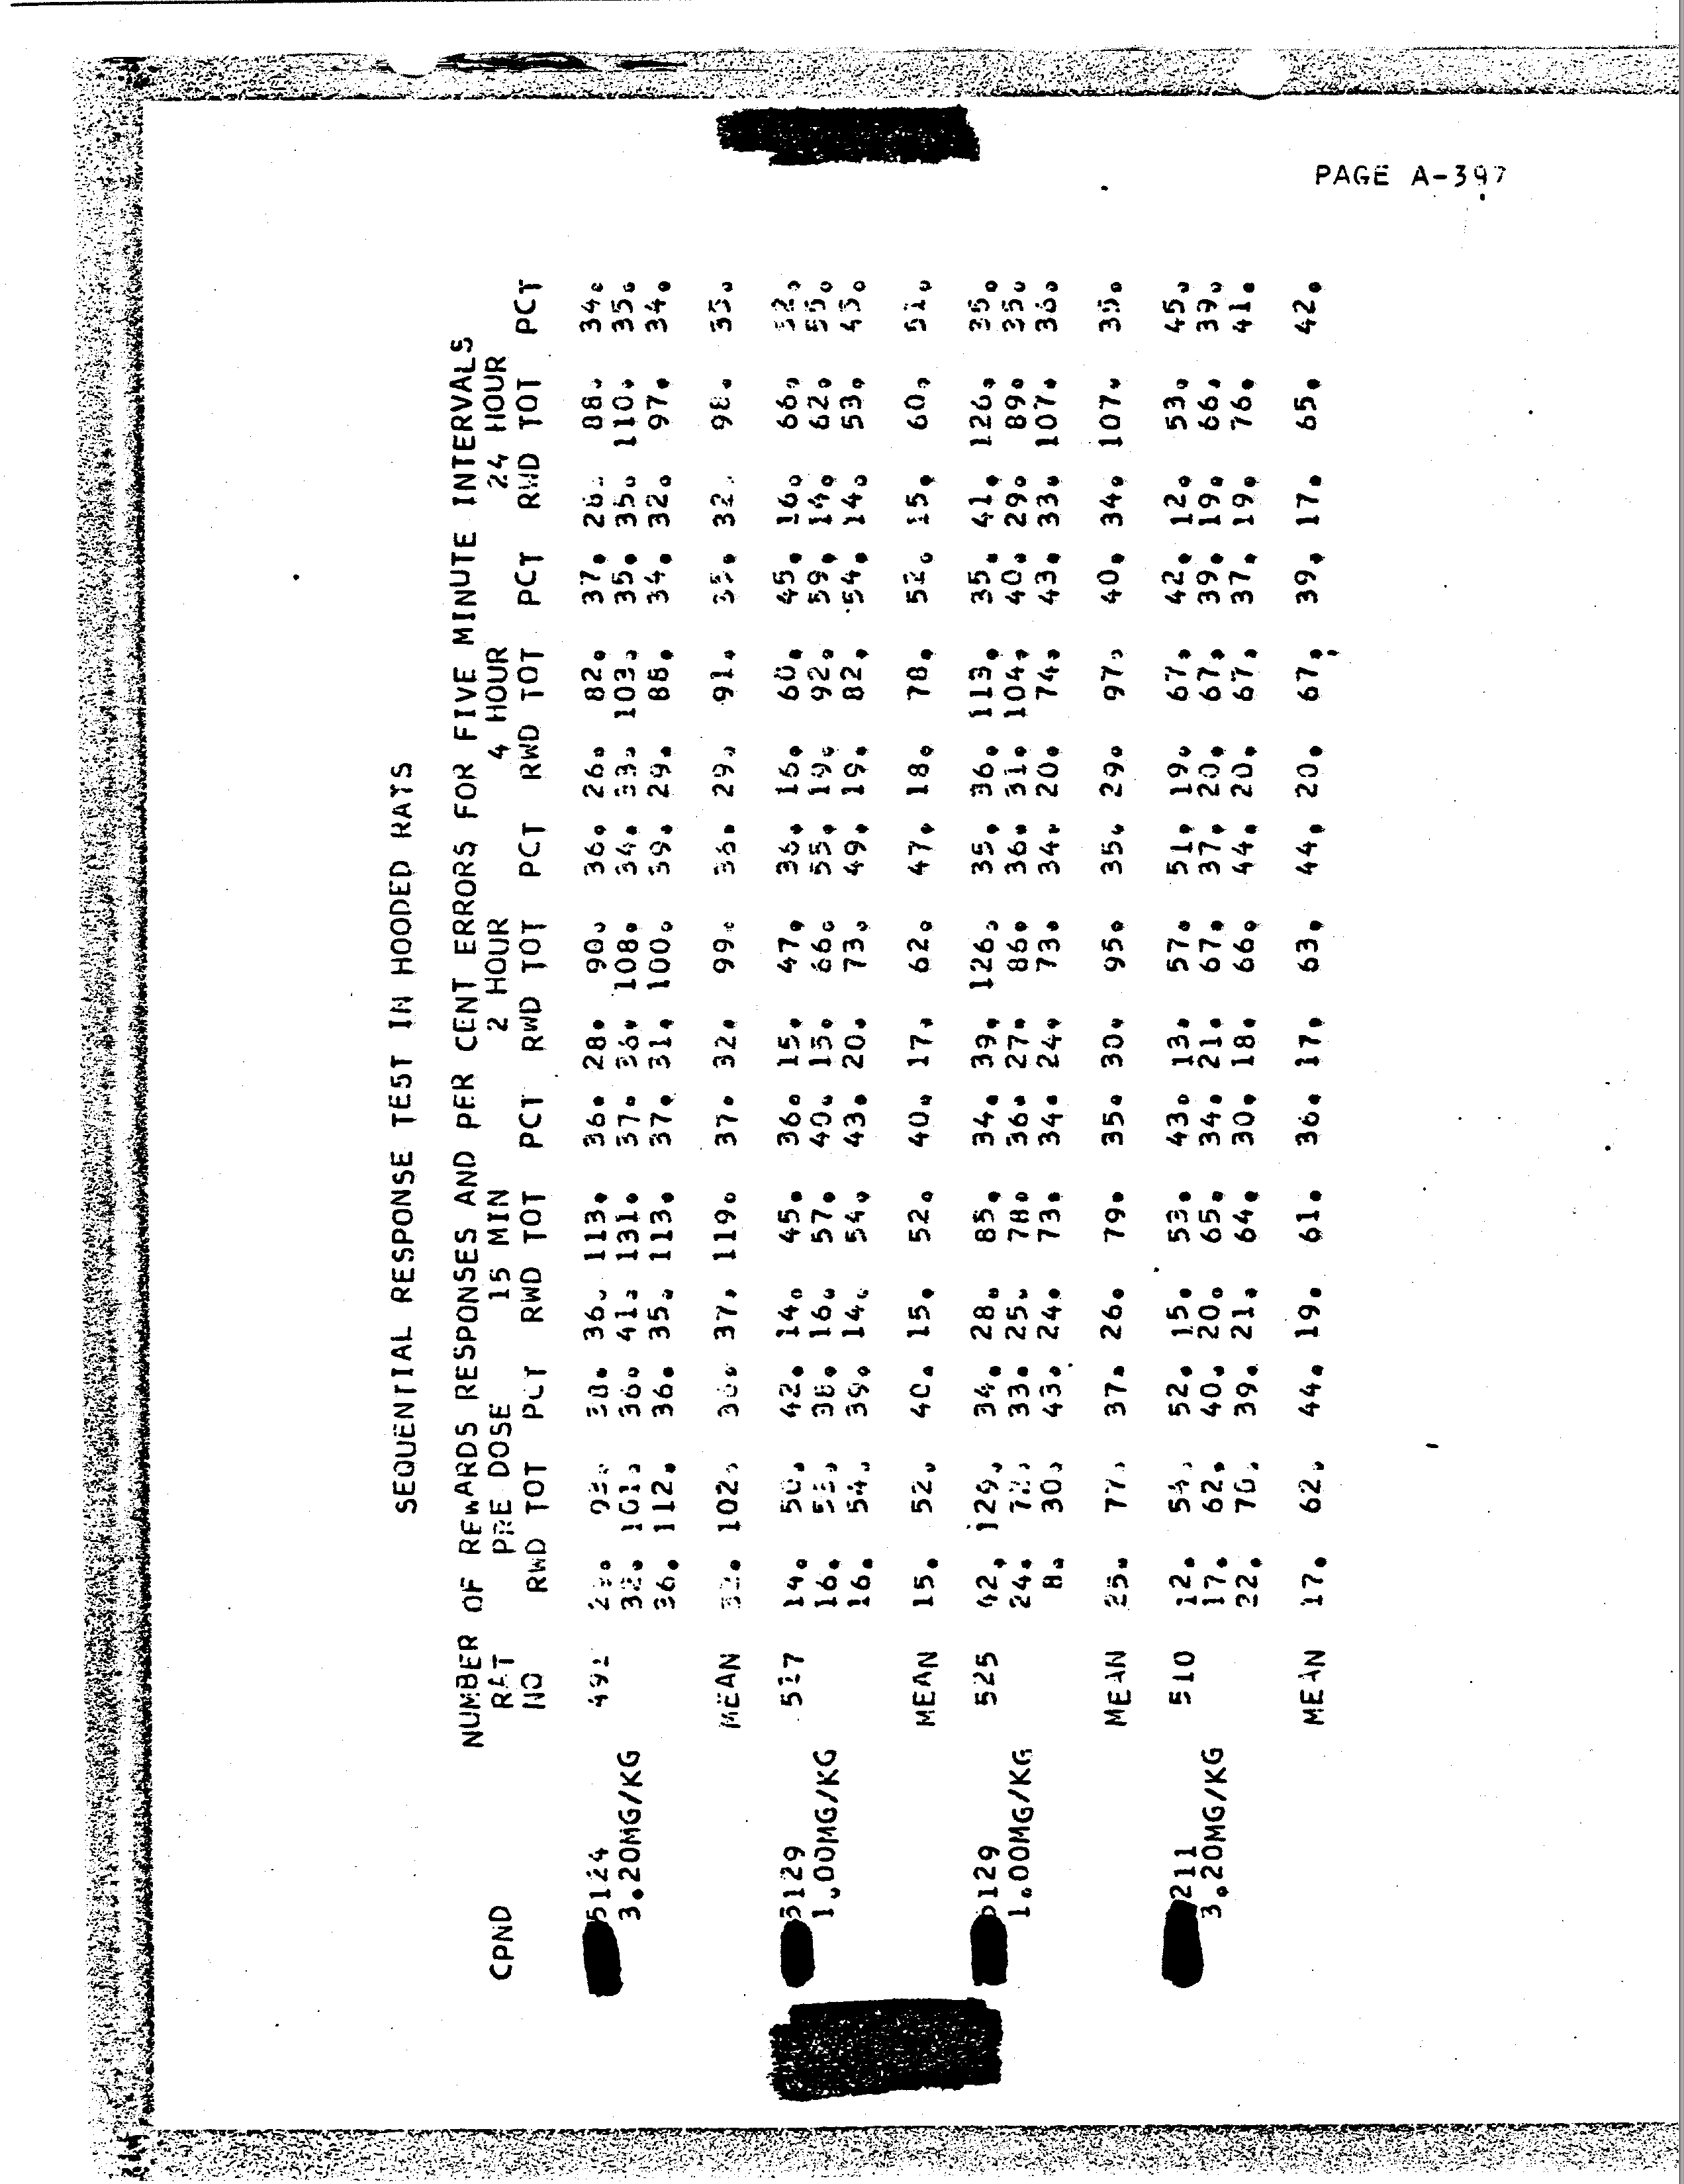 PAGE A-397
SEQUENTIAL RESPONSE TEST IN HOODED RATS
NUMBER OF REWARDS RESPONSES AND PER CENT ERRORS FOR FIVE MINUTE INTERVALS
CPND RAT PRE DOSE 15 MIN 2 HOUR 4 HOUR 24 HOUR
NO RWD TOT PCT RWD TOT PCT RWD TOT PCT RWD TOT PCT RWD TOT PCT
5124 492 29. 93. 38. 36. 113. 36. 28. 90. 36. 26. 82. 37. 28. 88. 34.
3.20MG/KG 32. 101. 36. 41. 131. 37. 36. 108. 34. 33. 103. 35. 35. 110. 35.
36. 112. 36. 35. 113. 37. 31. 100. 39. 29. 88. 34. 32. 97. 34.
MEAN 32. 102. 36. 37. 119. 37. 32. 99. 36. 29. 91. 35. 32. 98. 35.
5129 527 14. 50. 42. 14. 45. 36. 15. 47. 36. 16. 60. 45. 16. 66. 52.
1.00MG/KG 16. 53. 38. 16. 57. 40. 15. 66. 55. 19. 92. 59. 14. 62. 55.
16. 54. 39. 14. 54. 43. 20. 73. 49. 19. 82. 54. 14. 53. 45.
MEAN 15. 52. 40. 15. 52. 40. 17. 62. 47. 18. 78. 52. 15. 60. 51.
5129 525 42. 129. 34. 28. 85. 34. 39. 126. 35. 36. 113. 35. 41. 126. 35.
1.00MG/KG 24. 72. 33. 25. 78. 36. 27. 86. 36. 31. 104. 40. 29. 89. 35.
8. 30. 43. 24. 73. 34. 24. 73. 34. 20. 74. 43. 33. 107. 36.
MEAN 25. 77. 37. 26. 79. 35. 30. 95. 35. 29. 97. 40. 34. 107. 35.
211 510 12. 54. 52. 15. 53. 43. 13. 57. 51. 19. 67. 42. 12. 53. 45.
3.20MG/KG 17. 62. 40. 20. 65. 34. 21. 67. 37. 20. 67. 39. 19. 66. 39.
22. 70. 39. 21. 64. 30. 18. 66. 44. 20. 67. 37. 19. 76. 41.
MEAN 17. 62. 44. 19. 61. 36. 17. 63. 44. 20. 67. 39. 17. 65. 42.